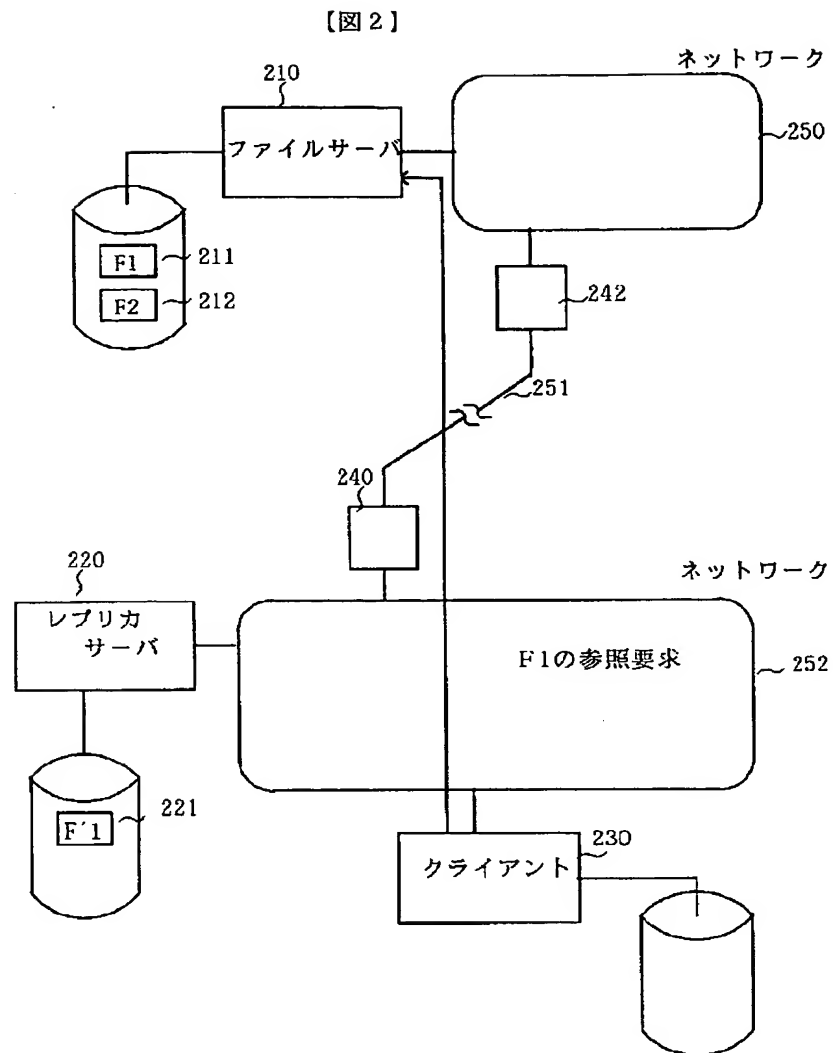 【図2】
ネットワーク
210
ファイルサーバ
250
F1
211
F2
212
242
251
240
ネットワーク
220
レプリカ
サーバ
F1の参照要求
252
F´1
221
230
クライアント